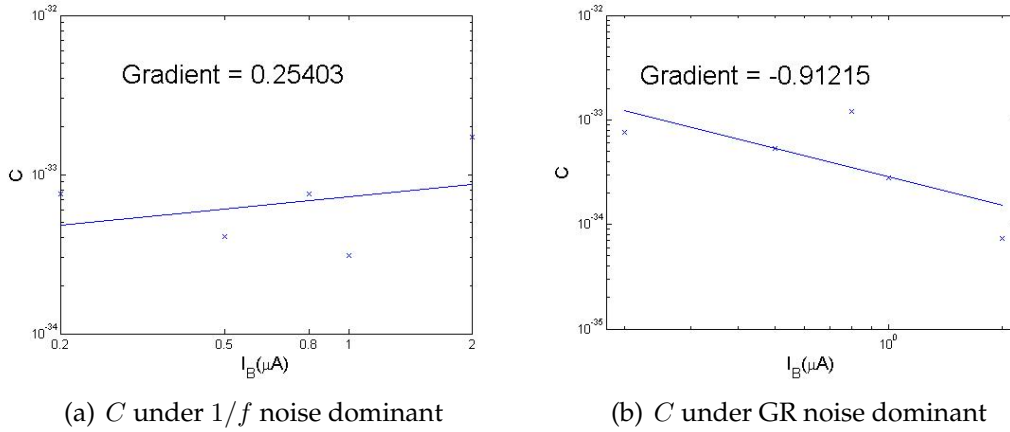 10^-32
Gradient = 0.25403
C
10^-33
10^-34
0.2
0.5
0.8
1
2
I_B(μA)
(a) C under 1/f noise dominant
10^-32
Gradient = -0.91215
10^-33
C
10^-34
10^-35
10^0
I_B(μA)
(b) C under GR noise dominant